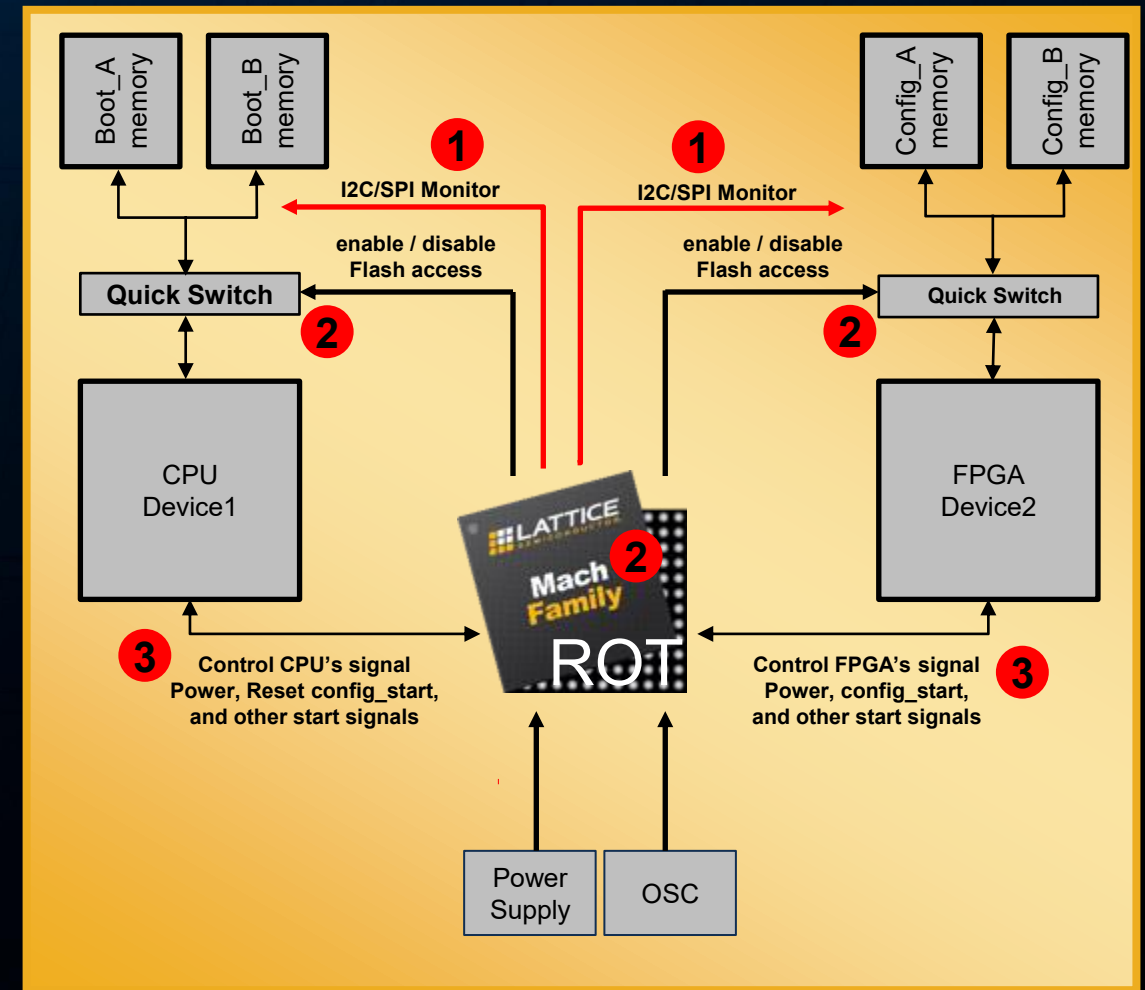 Boot_A
memory
Boot_B
memory
Config_A
memory
Config_B
memory
1
I2C/SPI Monitor
1
I2C/SPI Monitor
enable / disable
Flash access
enable / disable
Flash access
Quick Switch
2
Quick Switch
2
CPU
Device1
FPGA
Device2
LATTICE
SEMICONDUCTOR
2
Mach
Family
ROT
3
Control CPU's signal
Power, Reset config_start,
and other start signals
Control FPGA's signal
Power, config_start,
and other start signals
3
Power
Supply
OSC